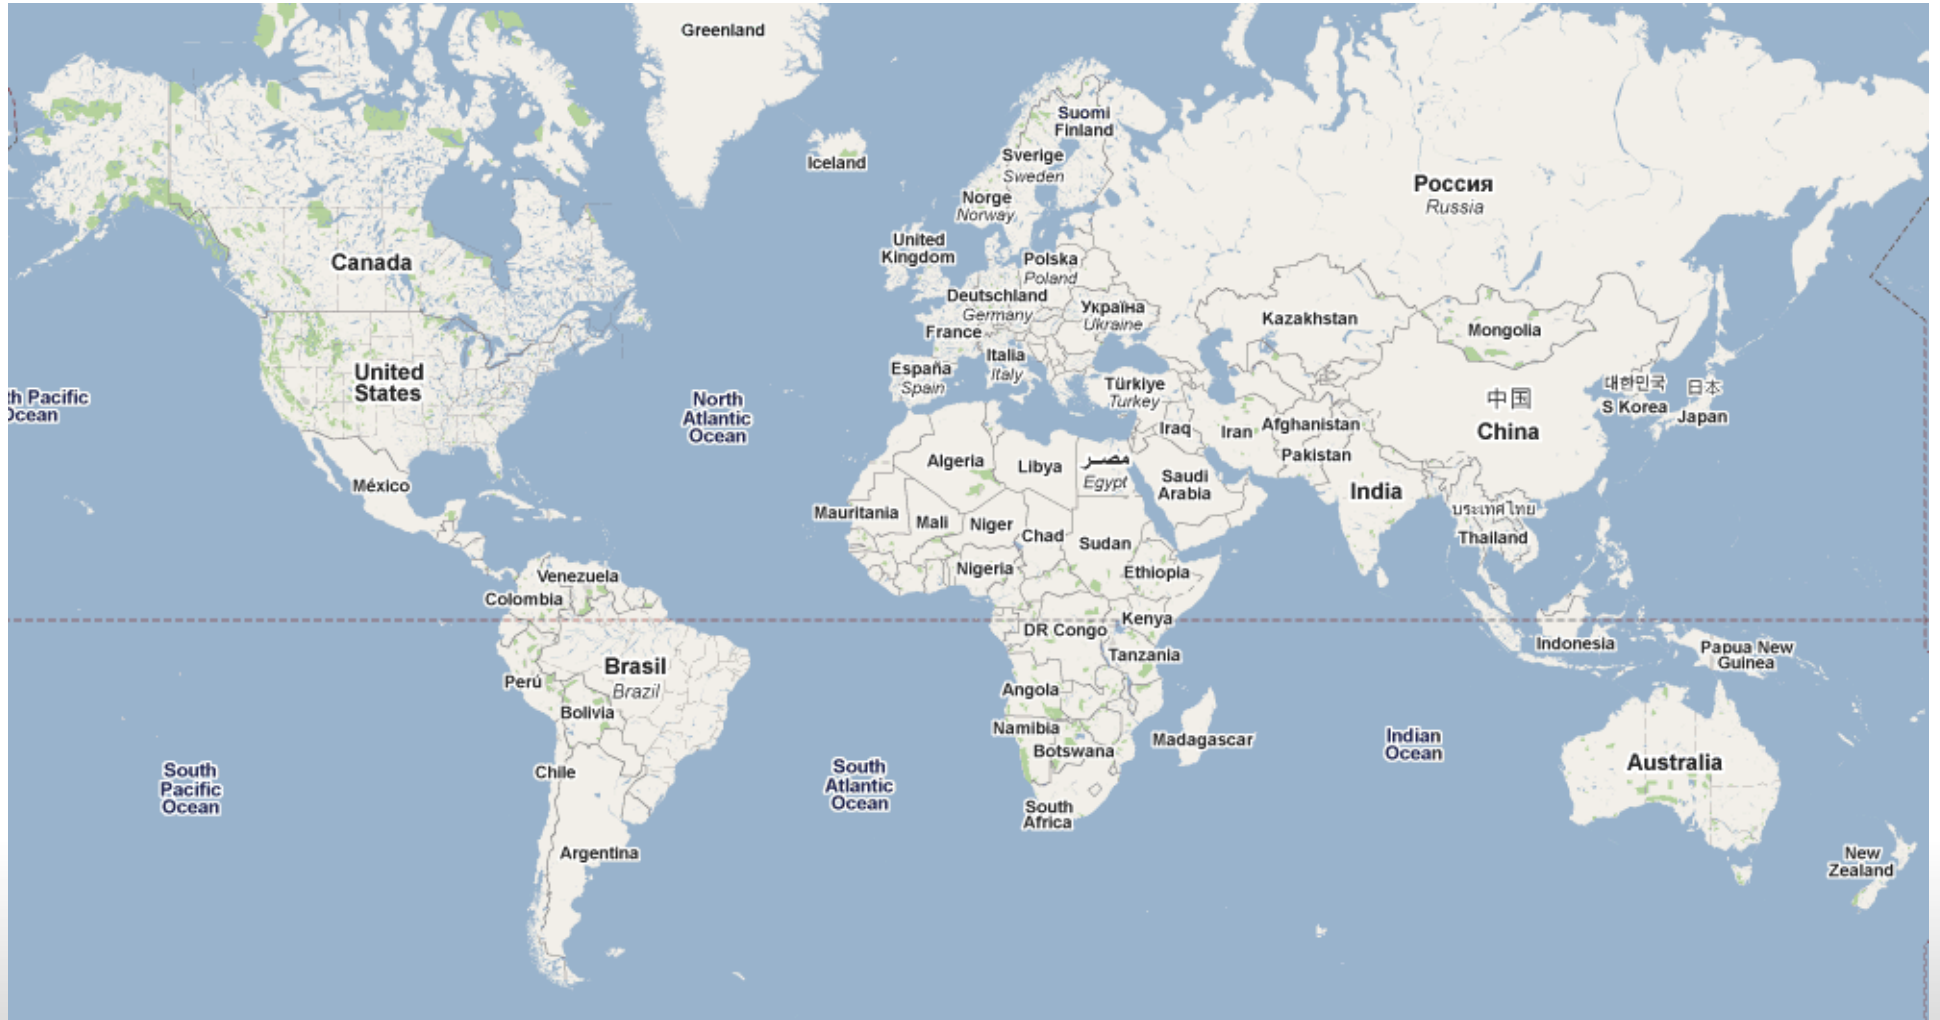 Greenland
Suomi
Finland
Iceland
Sverige
Sweden
Norge
Norway
Россия
Russia
United
Kingdom
Canada
Polska
Poland
Deutschland
Germany
Україна
Ukraine
Kazakhstan
Mongolia
France
Italia
Italy
United
States
España
Spain
Türkiye
Turkey
대한민국
S Korea
日本
Japan
中国
China
th Pacific
Ocean
North
Atlantic
Ocean
Iraq
Iran
Afghanistan
Pakistan
Algeria
Libya
مصر
Egypt
Saudi
Arabia
India
México
Mauritania
Mali
Niger
Chad
Sudan
ประเทศไทย
Thailand
Nigeria
Ethiopia
Venezuela
Colombia
Kenya
DR Congo
Indonesia
Papua New
Guinea
Tanzania
Brasil
Brazil
Perú
Angola
Bolivia
Namibia
Botswana
Madagascar
Indian
Ocean
Australia
Chile
South
Pacific
Ocean
South
Atlantic
Ocean
South
Africa
Argentina
New
Zealand